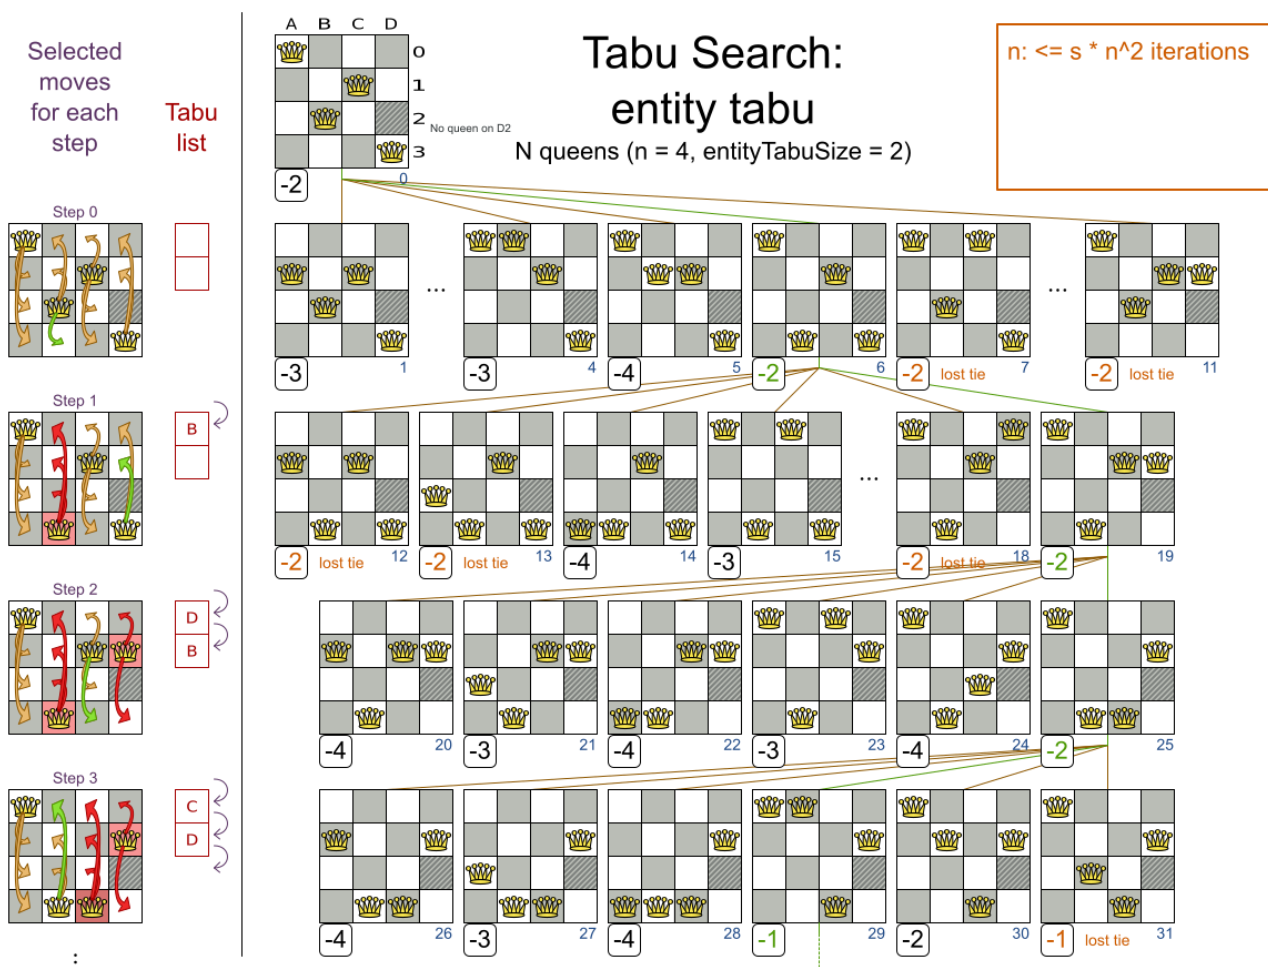 Selected
moves
for each
step
Tabu
list
A B C D
0
1
2
3
No queen on D2
-2
0
Tabu Search:
entity tabu
N queens (n = 4, entityTabuSize = 2)
n: <= s * n^2 iterations
Step 0
...
...
-3 1
-3 4
-4 5
-2 6
-2 lost tie 7
-2 lost tie 11
Step 1
B
...
-2 lost tie 12
-2 lost tie 13
-4 14
-3 15
-2 lost tie 18
-2 19
Step 2
D
B
-4 20
-3 21
-4 22
-3 23
-4 24
-2 25
Step 3
C
D
-4 26
-3 27
-4 28
-1 29
-2 30
-1 lost tie 31
: